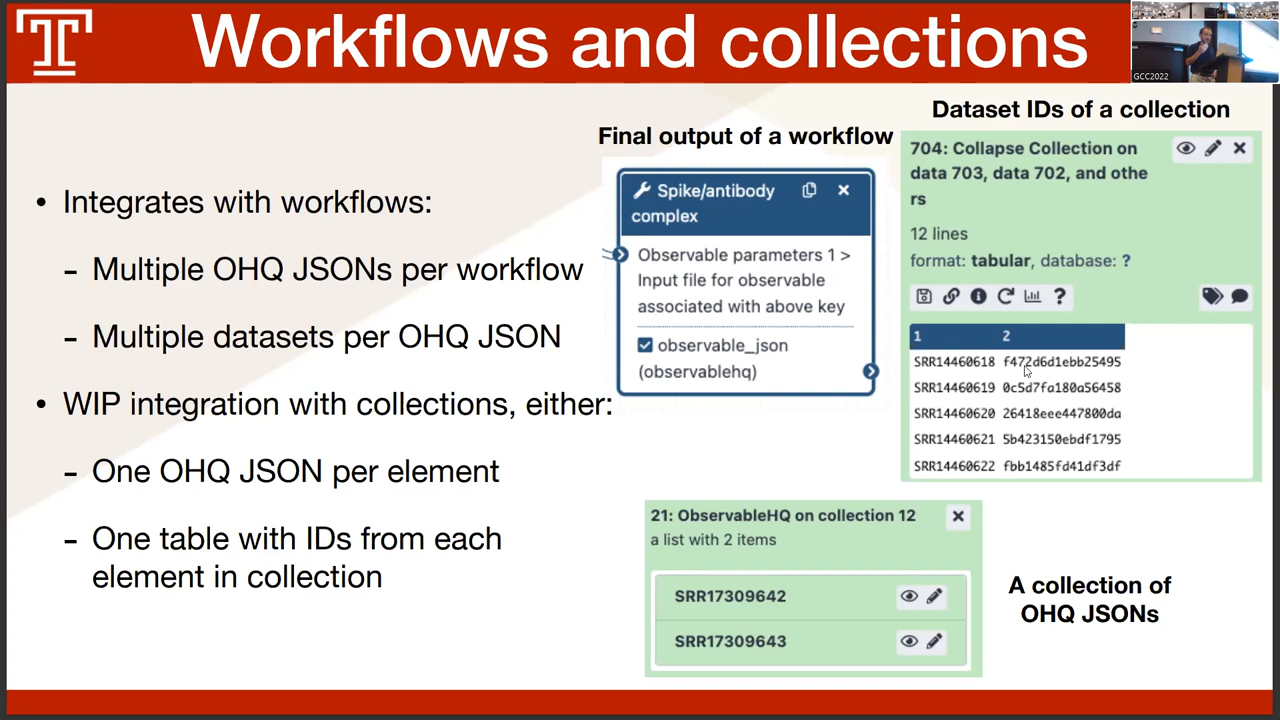 Workflows and collections
GCC2022
• Integrates with workflows:
- Multiple OHQ JSONs per workflow
- Multiple datasets per OHQ JSON
• WIP integration with collections, either:
- One OHQ JSON per element
- One table with IDs from each
element in collection
Final output of a workflow
Spike/antibody
complex
Observable parameters 1 >
Input file for observable
associated with above key
observable_json
(observablehq)
Dataset IDs of a collection
704: Collapse Collection on
data 703, data 702, and othe
rs
12 lines
format: tabular, database: ?
1 2
SRR14460618 f472d6d1ebb25495
SRR14460619 0c5d7fa180a56458
SRR14460620 26418eee447800da
SRR14460621 5b423150ebdf1795
SRR14460622 fbb1485fd41df3df
21: ObservableHQ on collection 12
a list with 2 items
SRR17309642
SRR17309643
A collection of
OHQ JSONs